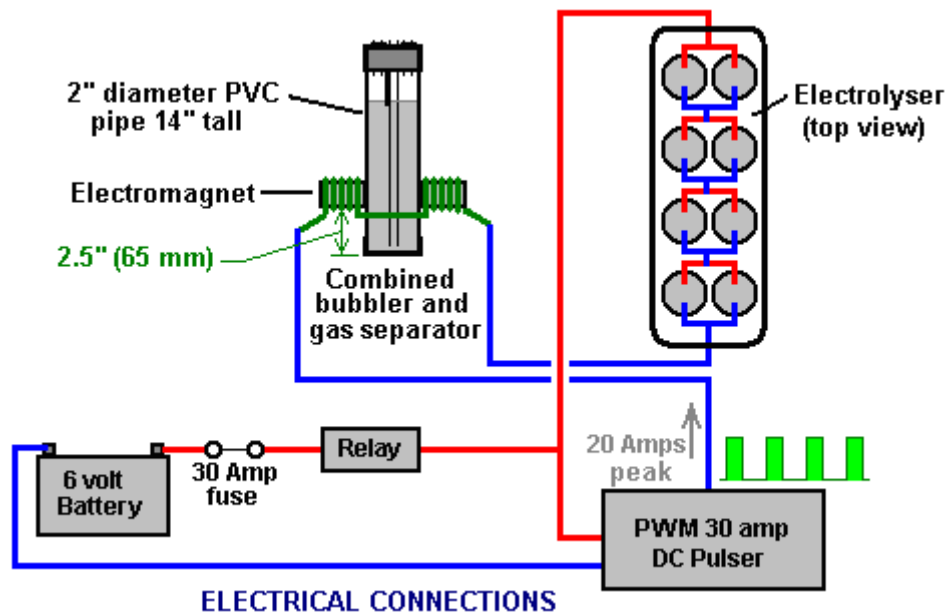 2" diameter PVC
pipe 14" tall
Electromagnet
2.5" (65 mm)
Combined
bubbler and
gas separator
Electrolyser
(top view)
6 volt
Battery
30 Amp
fuse
Relay
20 Amps
peak
PWM 30 amp
DC Pulser
ELECTRICAL CONNECTIONS